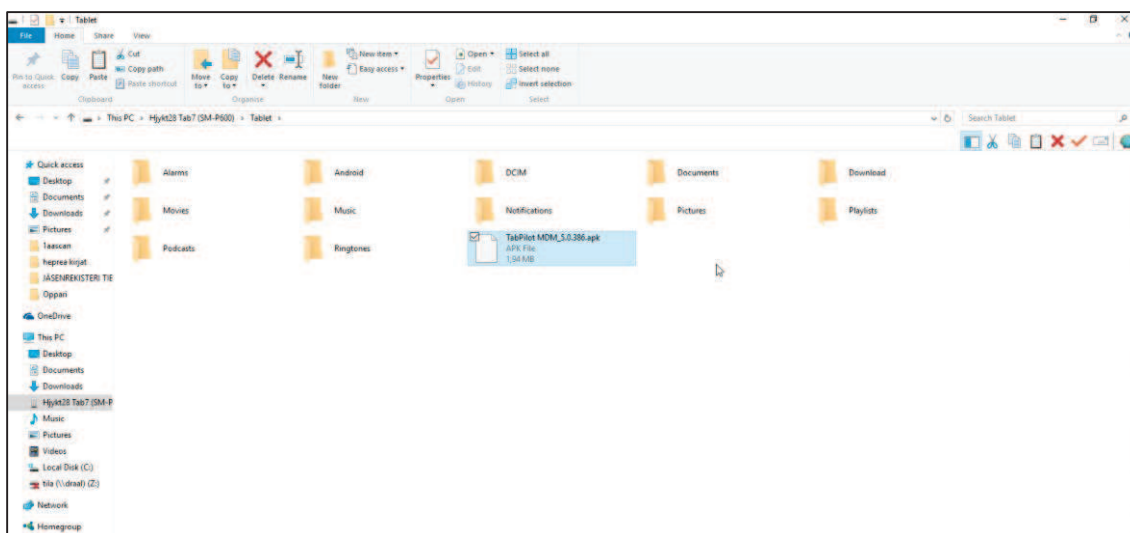 Tablet
File Home Share View
Pin to Quick access
Copy
Paste
Cut
Copy path
Paste shortcut
Clipboard
Move to
Copy to
Delete
Rename
Organise
New folder
New item
Easy access
New
Properties
Open
Edit
History
Open
Select all
Select none
Invert selection
Select
This PC › Hjykt28 Tab7 (SM-P600) › Tablet ›
Search Tablet
Quick access
Desktop
Documents
Downloads
Pictures
1aascan
heprea kirjat
JÄSENREKISTERI TIE
Oppari
OneDrive
This PC
Desktop
Documents
Downloads
Hjykt28 Tab7 (SM-P
Music
Pictures
Videos
Local Disk (C:)
tila (\\draal) (Z:)
Network
Homegroup
Alarms
Android
DCIM
Documents
Download
Movies
Music
Notifications
Pictures
Playlists
Podcasts
Ringtones
TabPilot MDM_5.0.386.apk
APK File
1,94 MB